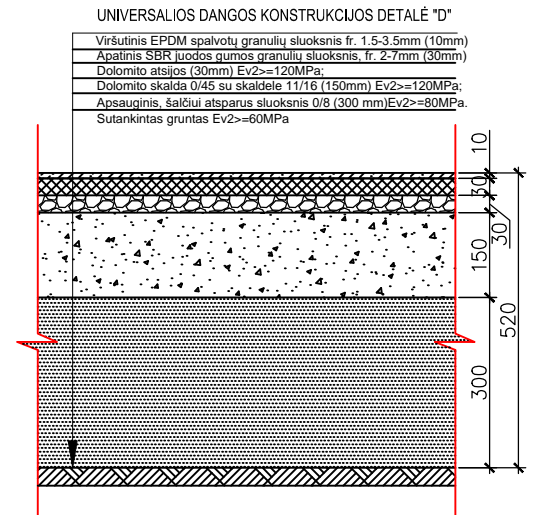 UNIVERSALIOS DANGOS KONSTRUKCIJOS DETALĖ "D"
Viršutinis EPDM spalvotų granulių sluoksnis fr. 1.5-3.5mm (10mm)
Apatinis SBR juodos gumos granulių sluoksnis, fr. 2-7mm (30mm)
Dolomito atsijos (30mm) Ev2>=120MPa;
Dolomito skalda 0/45 su skaldele 11/16 (150mm) Ev2>=120MPa;
Apsauginis, šalčiui atsparus sluoksnis 0/8 (300 mm)Ev2>=80MPa.
Sutankintas gruntas Ev2>=60MPa
10
30
30
150
520
300